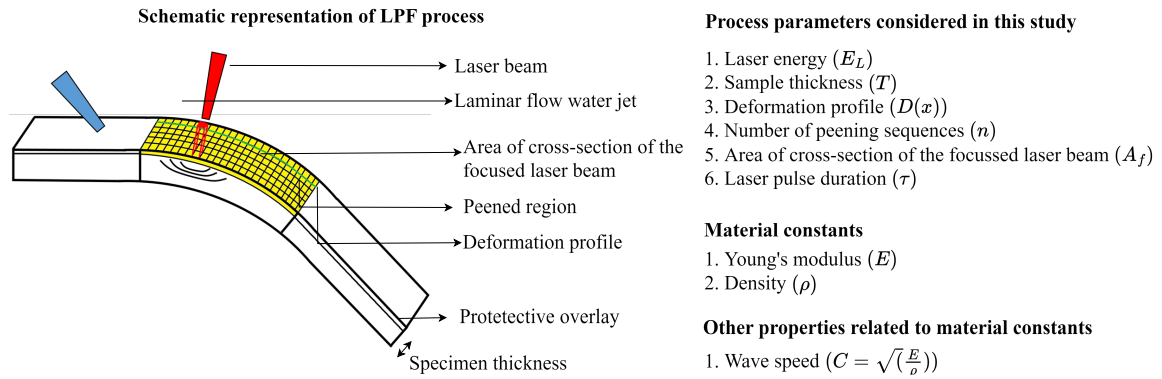 Schematic representation of LPF process
Laser beam
Laminar flow water jet
Area of cross-section of the
focused laser beam
Peened region
Deformation profile
Protetective overlay
Specimen thickness
Process parameters considered in this study
1. Laser energy (E_L)
2. Sample thickness (T)
3. Deformation profile (D(x))
4. Number of peening sequences (n)
5. Area of cross-section of the focussed laser beam (A_f)
6. Laser pulse duration (τ)
Material constants
1. Young's modulus (E)
2. Density (ρ)
Other properties related to material constants
1. Wave speed (C = √(E/ρ))